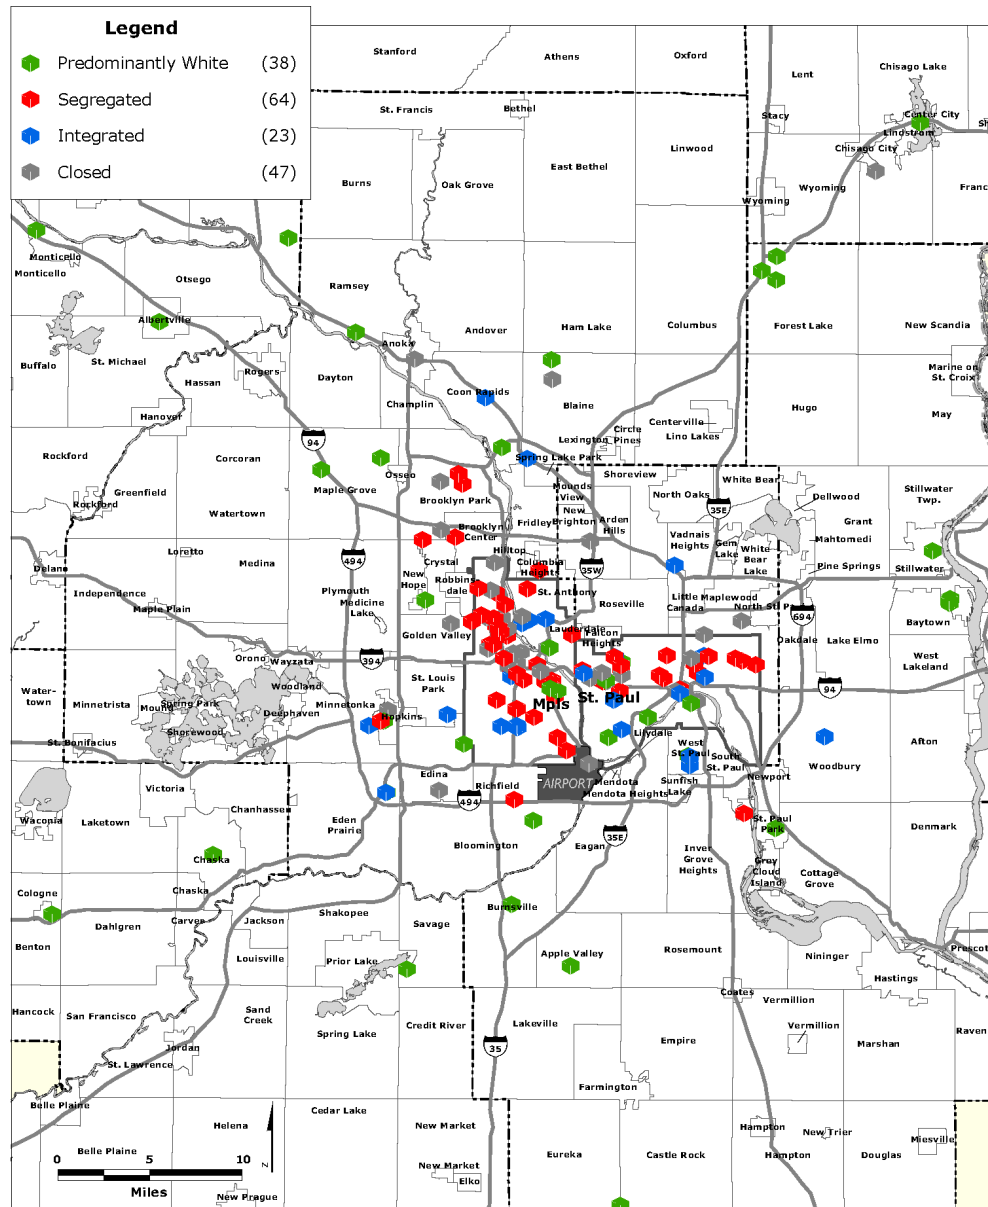 Legend
Predominantly White (38)
Segregated (64)
Integrated (23)
Closed (47)
Stanford
Athens
Oxford
Lent
Chisago Lake
St. Francis
Bethel
Stacy
Center City
Lindstrom
Linwood
Chisago City
East Bethel
Burns
Oak Grove
Wyoming
Wyoming
Franc
Monticello
Monticello
Otsego
Ramsey
Albertville
Andover
Ham Lake
Columbus
Forest Lake
New Scandia
Anoka
Buffalo
St. Michael
Rogers
Dayton
Hassan
Marine on
St. Croix
Coon Rapids
Champlin
Blaine
Hugo
May
Hanover
Centerville
Circle
Pines
Lexington
Lino Lakes
94
Rockford
Corcoran
Spring Lake Park
Osseo
Shoreview
White Bear
Mounds
View
Greenfield
Maple Grove
Brooklyn Park
North Oaks
Dellwood
Stillwater
Twp.
Rockford
Watertown
New
Brighton
Arden
Hills
35E
Grant
Fridley
Brooklyn
Center
Vadnais
Heights
Gem
Lake
White
Bear
Lake
Mahtomedi
Loretto
Hilltop
Medina
494
Crystal
Columbia
Heights
35W
Pine Springs
Stillwater
Delan
New
Hope
Robbins-
dale
Independence
Plymouth
Medicine
Lake
St. Anthony
Roseville
Little
Canada
Maplewood
Maple Plain
North St. Pa
694
Baytown
Golden Valley
Lauderdale
Falcon
Heights
Oakdale
Lake Elmo
Orono
Wayzata
394
West
Lakeland
Water-
town
Woodland
St. Louis
Park
94
Minnetrista
Mound
Spring Park
Minnetonka
Mpls
St. Paul
Deephaven
Hopkins
Shorewood
Lilydale
St. Bonifacius
West
St. Paul
South
St. Paul
Afton
Woodbury
Edina
AIRPORT
Mendota
Mendota Heights
Sunfish
Lake
Newport
Victoria
Richfield
494
Waconia
Laketown
Chanhassen
Eden
Prairie
St. Paul
Park
Denmark
35E
Bloomington
Eagan
Inver
Grove
Heights
Chaska
Grey
Cloud
Island
Cottage
Grove
Cologne
Chaska
Burnsville
Carver
Jackson
Shakopee
Dahlgren
Savage
Benton
Louisville
Prior Lake
Apple Valley
Rosemount
Nininger
Prescot
Hastings
Coates
Hancock
San Francisco
Sand
Creek
Spring Lake
Credit River
Lakeville
Vermillion
Vermillion
Raven
Jordan
35
Empire
Marshan
St. Lawrence
Farmington
Belle Plaine
Cedar Lake
Helena
New Market
Hampton
New Trier
Miesville
Belle Plaine
Eureka
Castle Rock
Hampton
Douglas
0 5 10
Miles
N
New Market
Elko
New Prague